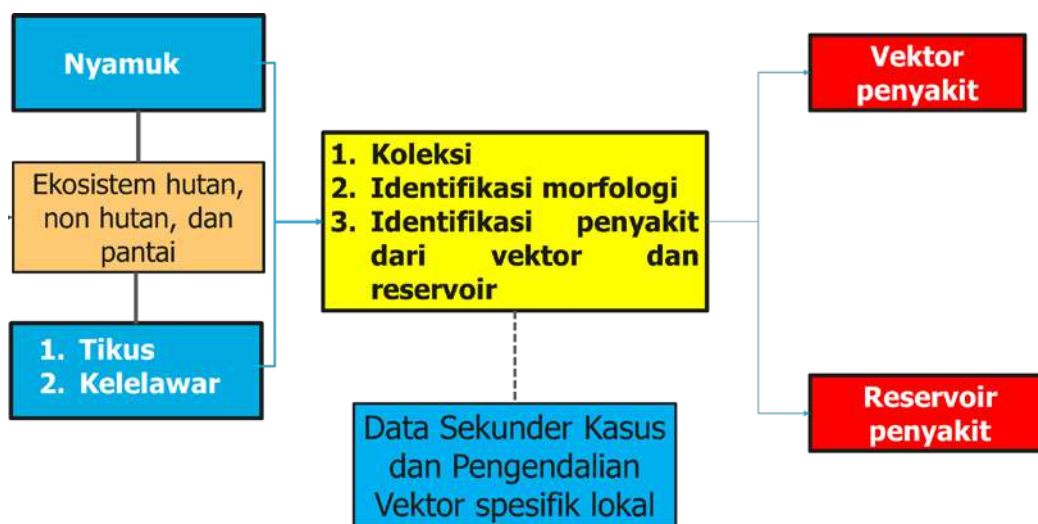 Nyamuk
Ekosistem hutan,
non hutan, dan
pantai
1. Tikus
2. Kelelawar
1. Koleksi
2. Identifikasi morfologi
3. Identifikasi penyakit
dari vektor dan
reservoir
Data Sekunder Kasus
dan Pengendalian
Vektor spesifik lokal
Vektor
penyakit
Reservoir
penyakit